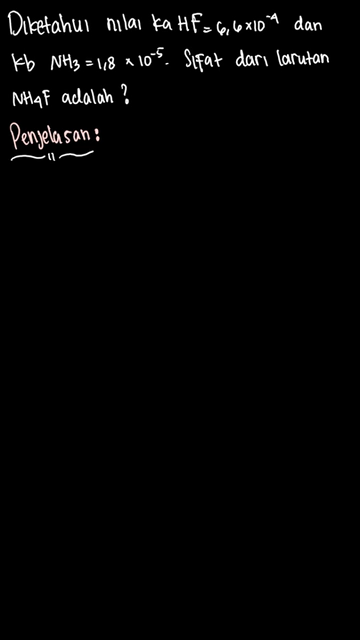 Diketahui nilai ka HF = 6,6 × 10⁻⁴ dan
kb NH₃ = 1,8 × 10⁻⁵. Sifat dari larutan
NH₄F adalah ?
Penjelasan :